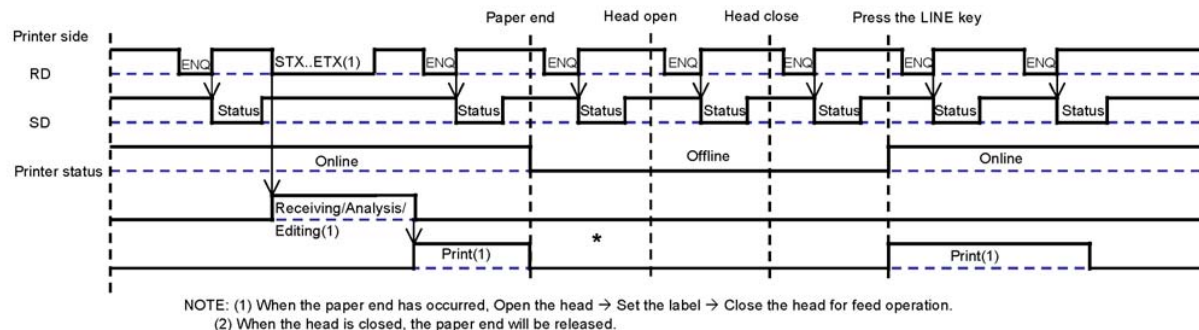 Paper end Head open Head close Press the LINE key
Printer side
RD
ENQ STX..ETX(1) ENQ ENQ ENQ ENQ ENQ ENQ
SD
Status Status Status Status Status Status Status
Printer status
Online Offline Online
Receiving/Analysis/
Editing(1)
*
Print(1) Print(1)
NOTE: (1) When the paper end has occurred, Open the head → Set the label → Close the head for feed operation.
(2) When the head is closed, the paper end will be released.